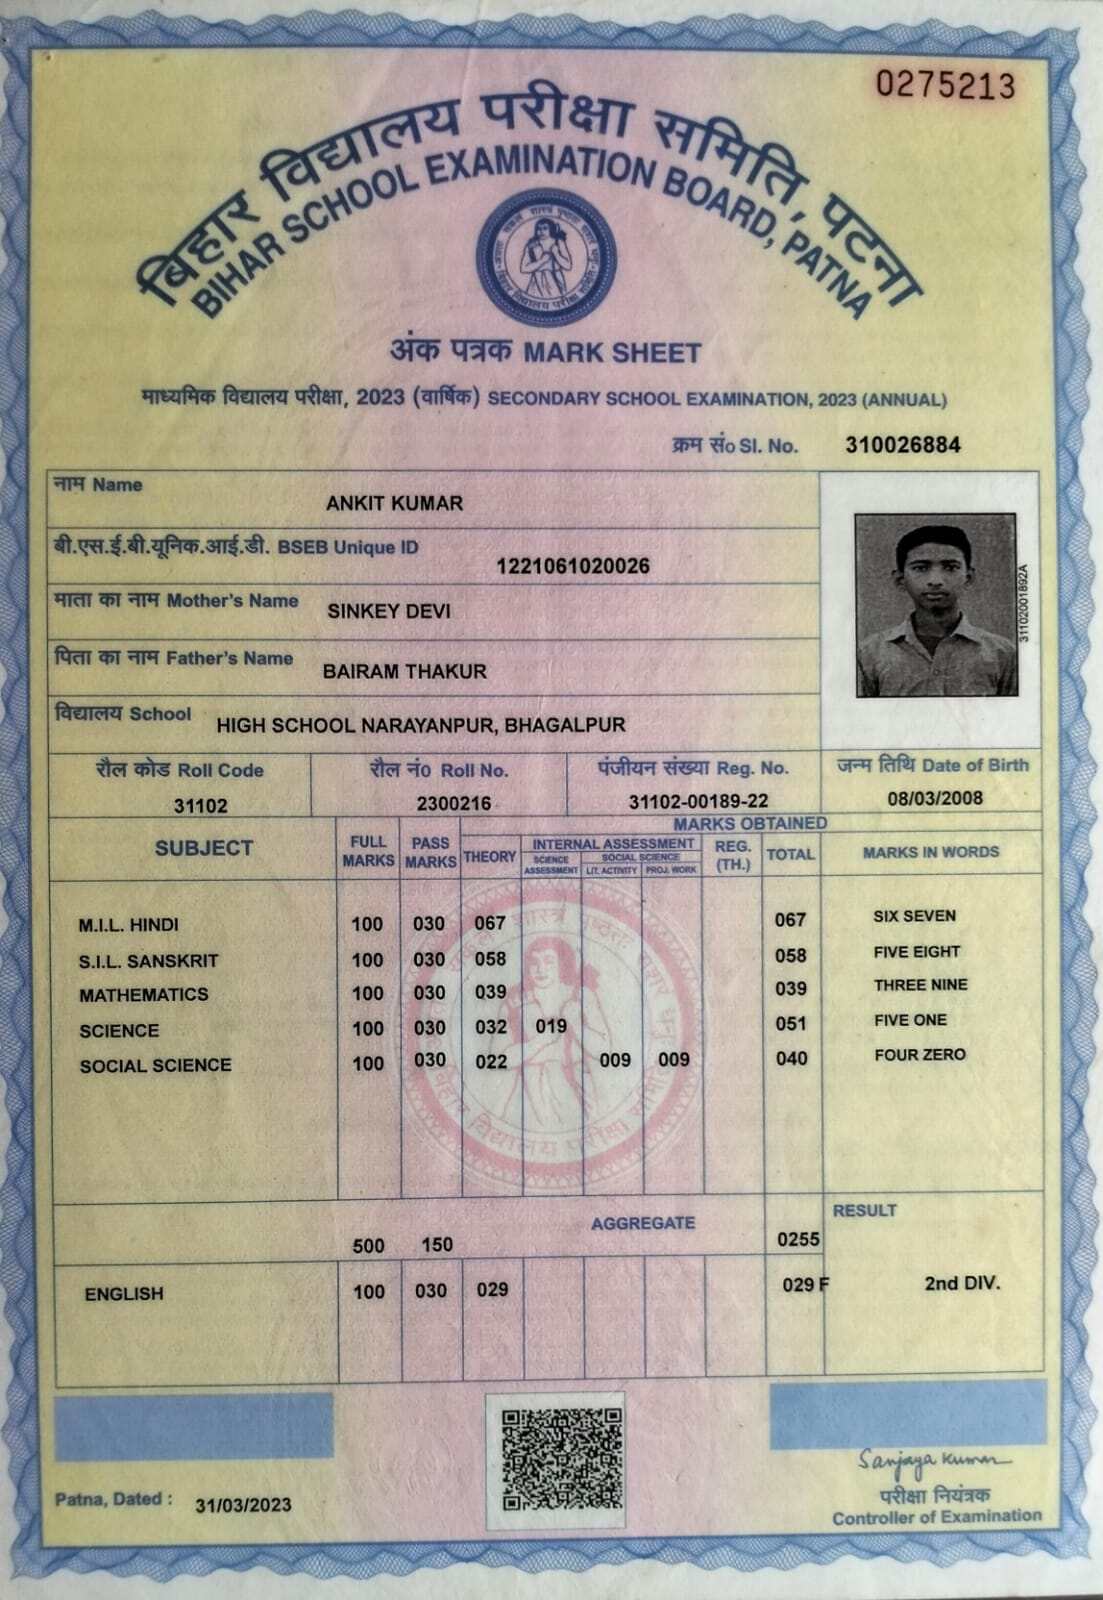 0275213
बिहार विद्यालय परीक्षा समिति, पटना
BIHAR SCHOOL EXAMINATION BOARD, PATNA
अंक पत्रक MARK SHEET
माध्यमिक विद्यालय परीक्षा, 2023 (वार्षिक) SECONDARY SCHOOL EXAMINATION, 2023 (ANNUAL)
क्रम सं० Sl. No. 310026884
नाम Name ANKIT KUMAR
बी.एस.ई.बी.यूनिक.आई.डी. BSEB Unique ID 1221061020026
माता का नाम Mother's Name SINKEY DEVI
पिता का नाम Father's Name BAIRAM THAKUR
विद्यालय School HIGH SCHOOL NARAYANPUR, BHAGALPUR
31102001892A
रौल कोड Roll Code रौल नं० Roll No. पंजीयन संख्या Reg. No. जन्म तिथि Date of Birth
31102 2300216 31102-00189-22 08/03/2008
SUBJECT FULL MARKS PASS MARKS MARKS OBTAINED
THEORY INTERNAL ASSESSMENT REG. (TH.) TOTAL MARKS IN WORDS
SCIENCE ASSESSMENT SOCIAL SCIENCE
LIT. ACTIVITY PROJ. WORK
M.I.L. HINDI 100 030 067 067 SIX SEVEN
S.I.L. SANSKRIT 100 030 058 058 FIVE EIGHT
MATHEMATICS 100 030 039 039 THREE NINE
SCIENCE 100 030 032 019 051 FIVE ONE
SOCIAL SCIENCE 100 030 022 009 009 040 FOUR ZERO
AGGREGATE RESULT
500 150 0255
ENGLISH 100 030 029 029 F 2nd DIV.
Sanjaya Kumar
Patna, Dated : 31/03/2023
परीक्षा नियंत्रक
Controller of Examination